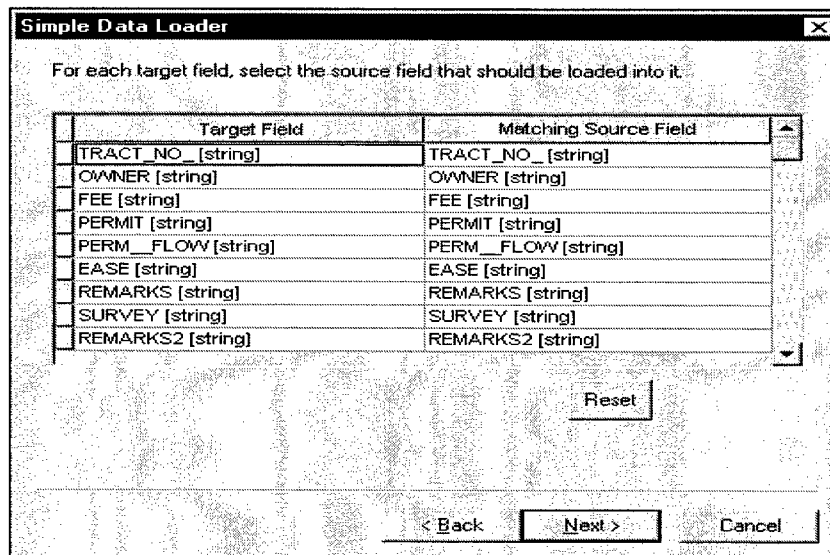 Simple Data Loader
For each target field, select the source field that should be loaded into it.
Target Field Matching Source Field
TRACT_NO_ [string] TRACT_NO_ [string]
OWNER [string] OWNER [string]
FEE [string] FEE [string]
PERMIT [string] PERMIT [string]
PERM__FLOW [string] PERM__FLOW [string]
EASE [string] EASE [string]
REMARKS [string] REMARKS [string]
SURVEY [string] SURVEY [string]
REMARKS2 [string] REMARKS2 [string]
Reset
< Back Next > Cancel